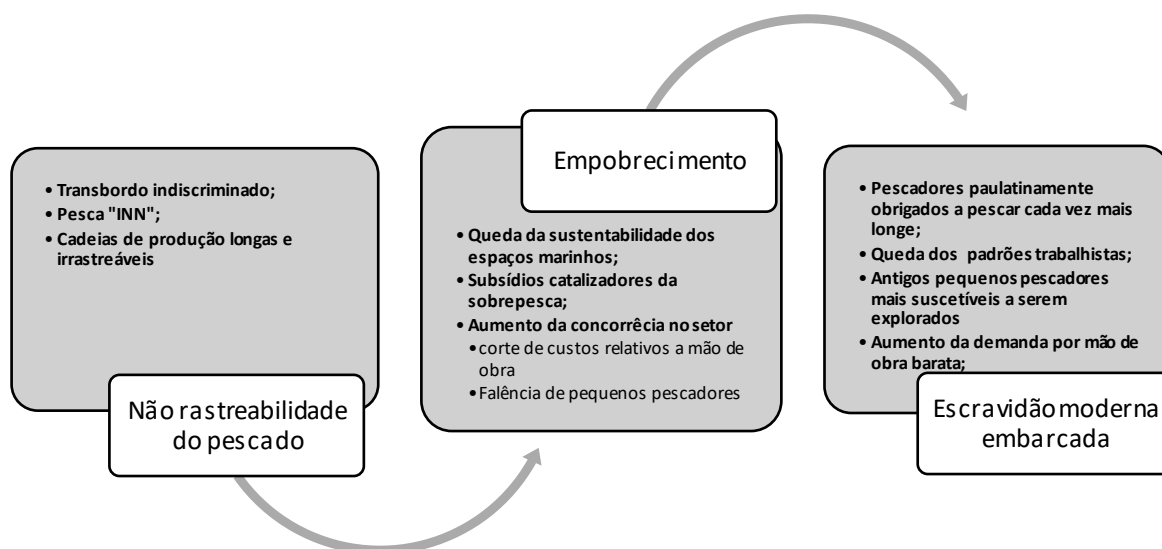 • Transbordo indiscriminado;
• Pesca "INN";
• Cadeias de produção longas e
irrastreáveis
Não rastreabilidade
do pescado
Empobrecimento
• Queda da sustentabilidade dos
espaços marinhos;
• Subsídios catalizadores da
sobrepesca;
• Aumento da concorrêcia no setor
• corte de custos relativos a mão de
obra
• Falência de pequenos pescadores
• Pescadores paulatinamente
obrigados a pescar cada vez mais
longe;
• Queda dos padrões trabalhistas;
• Antigos pequenos pescadores
mais suscetíveis a serem
explorados
• Aumento da demanda por mão de
obra barata;
Escravidão moderna
embarcada